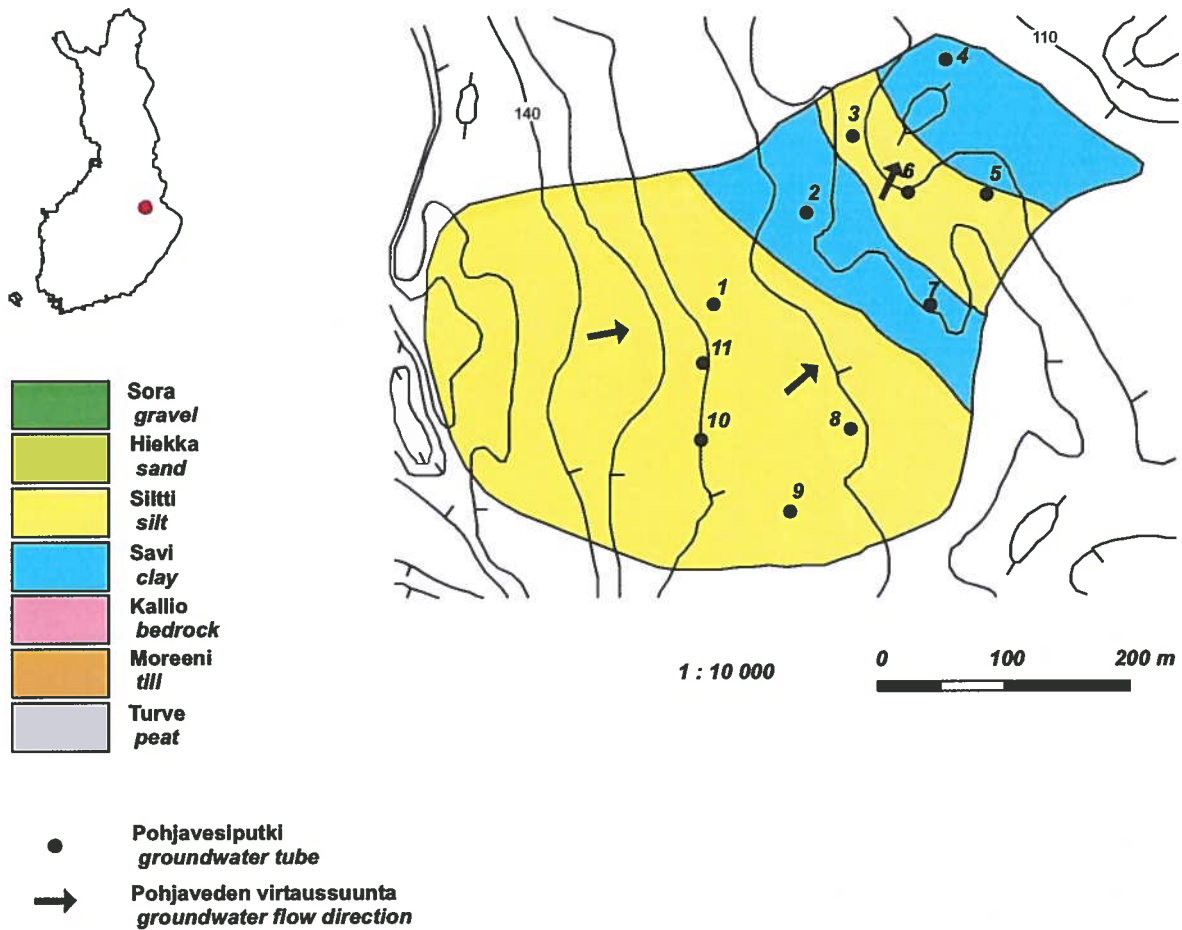 110
4
140
3
6
5
2
7
1
11
8
10
9
Sora
gravel
Hiekka
sand
Siltti
silt
Savi
clay
Kallio
bedrock
Moreeni
till
Turve
peat
1 : 10 000
0 100 200 m
Pohjavesiputki
groundwater tube
Pohjaveden virtaussuunta
groundwater flow direction